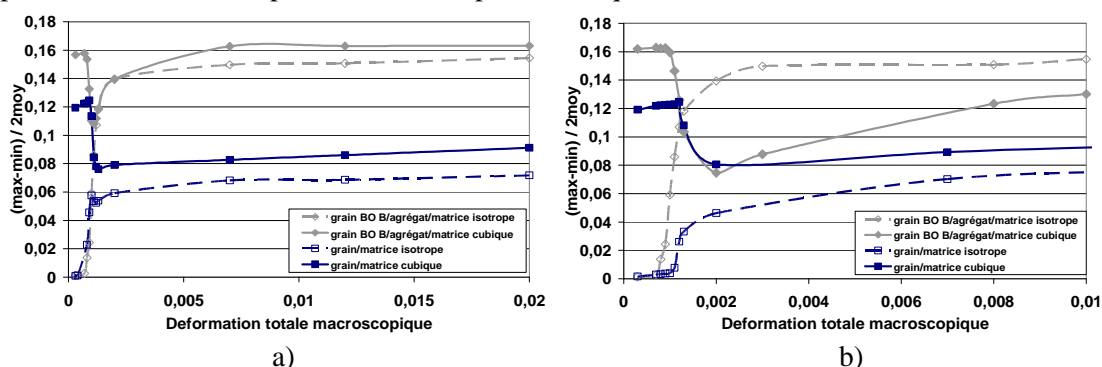 0,18
0,16
0,14
0,12
0,1
0,08
0,06
0,04
0,02
0
(max-min) / 2moy
0 0,005 0,01 0,015 0,02
Deformation totale macroscopique
grain BO B/agrégat/matrice isotrope
grain BO B/agrégat/matrice cubique
grain/matrice isotrope
grain/matrice cubique
a)
0,18
0,16
0,14
0,12
0,1
0,08
0,06
0,04
0,02
0
(max-min) / 2moy
0 0,002 0,004 0,006 0,008 0,01
Deformation totale macroscopique
grain BO B/agrégat/matrice isotrope
grain BO B/agrégat/matrice cubique
grain/matrice isotrope
grain/matrice cubique
b)